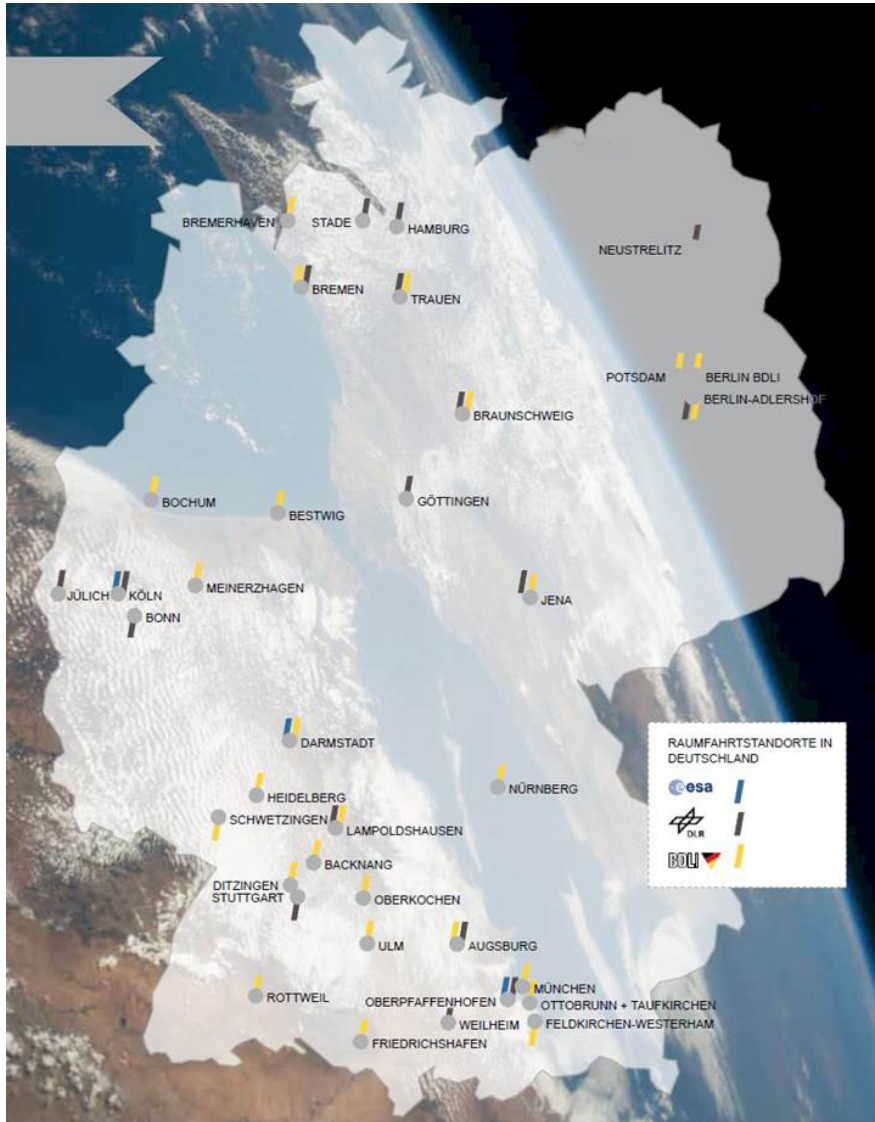 BREMERHAVEN
STADE
HAMBURG
NEUSTRELITZ
BREMEN
TRAUEN
POTSDAM
BERLIN BDLI
BERLIN-ADLERSHOF
BRAUNSCHWEIG
BOCHUM
BESTWIG
GÖTTINGEN
JÜLICH
KÖLN
MEINERZHAGEN
JENA
BONN
DARMSTADT
RAUMFAHRTSTANDORTE IN
DEUTSCHLAND
esa
DLR
BDLI
NÜRNBERG
HEIDELBERG
SCHWETZINGEN
LAMPOLDSHAUSEN
BACKNANG
DITZINGEN
STUTTGART
OBERKOCHEN
ULM
AUGSBURG
ROTTWEIL
MÜNCHEN
OBERPFAFFENHOFEN
OTTOBRUNN + TAUFKIRCHEN
WEILHEIM
FELDKIRCHEN-WESTERHAM
FRIEDRICHSHAFEN